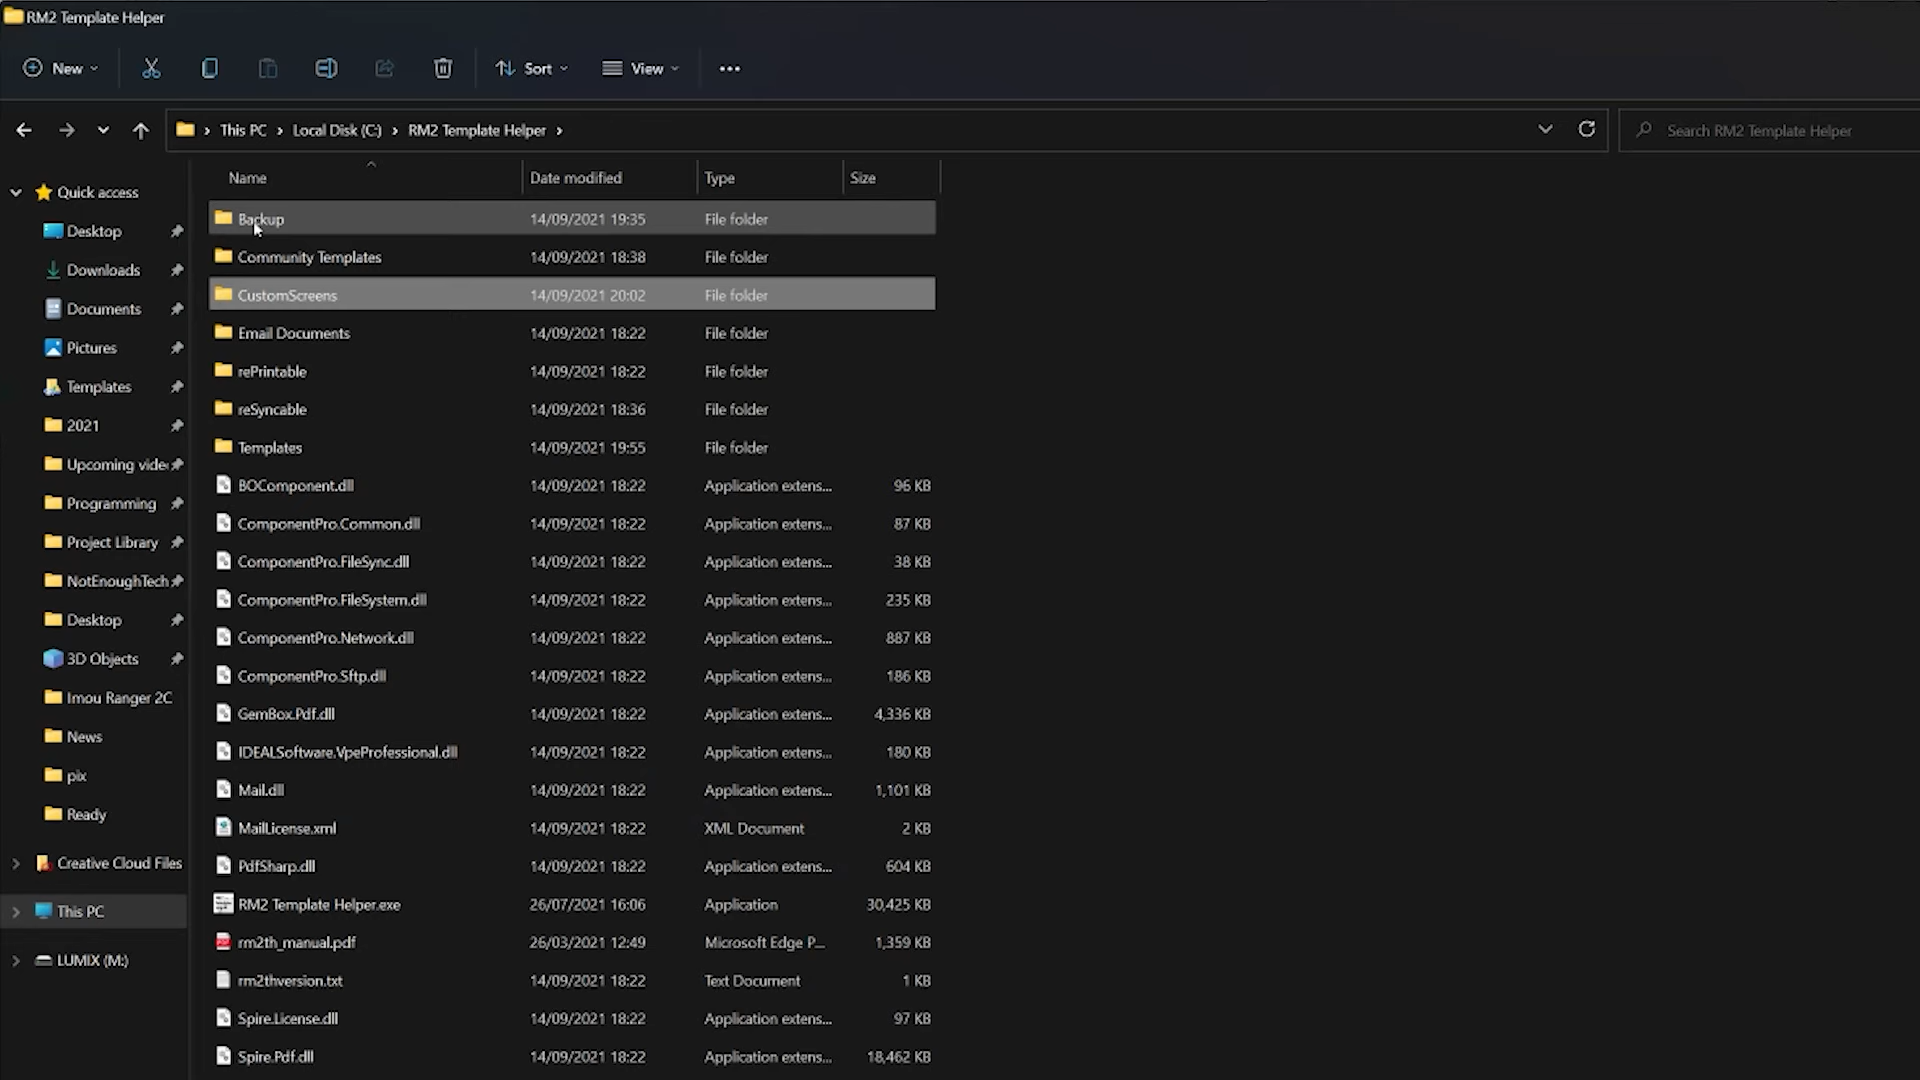 RM2 Template Helper
New Sort View
This PC > Local Disk (C:) > RM2 Template Helper > Search RM2 Template Helper
Name Date modified Type Size
Quick access
Desktop
Downloads
Documents
Pictures
Templates
2021
Upcoming vide
Programming
Project Library
NotEnoughTech
Desktop
3D Objects
Imou Ranger 2C
News
pix
Ready
Creative Cloud Files
This PC
LUMIX (M:)
Backup 14/09/2021 19:35 File folder
Community Templates 14/09/2021 18:38 File folder
CustomScreens 14/09/2021 20:02 File folder
Email Documents 14/09/2021 18:22 File folder
rePrintable 14/09/2021 18:22 File folder
reSyncable 14/09/2021 18:36 File folder
Templates 14/09/2021 19:55 File folder
BOComponent.dll 14/09/2021 18:22 Application extens... 96 KB
ComponentPro.Common.dll 14/09/2021 18:22 Application extens... 87 KB
ComponentPro.FileSync.dll 14/09/2021 18:22 Application extens... 38 KB
ComponentPro.FileSystem.dll 14/09/2021 18:22 Application extens... 235 KB
ComponentPro.Network.dll 14/09/2021 18:22 Application extens... 887 KB
ComponentPro.Sftp.dll 14/09/2021 18:22 Application extens... 186 KB
GemBox.Pdf.dll 14/09/2021 18:22 Application extens... 4,336 KB
IDEALSoftware.VpeProfessional.dll 14/09/2021 18:22 Application extens... 180 KB
Mail.dll 14/09/2021 18:22 Application extens... 1,101 KB
MailLicense.xml 14/09/2021 18:22 XML Document 2 KB
PdfSharp.dll 14/09/2021 18:22 Application extens... 604 KB
RM2 Template Helper.exe 26/07/2021 16:06 Application 30,425 KB
rm2th_manual.pdf 26/03/2021 12:49 Microsoft Edge P... 1,359 KB
rm2thversion.txt 14/09/2021 18:22 Text Document 1 KB
Spire.License.dll 14/09/2021 18:22 Application extens... 97 KB
Spire.Pdf.dll 14/09/2021 18:22 Application extens... 18,462 KB